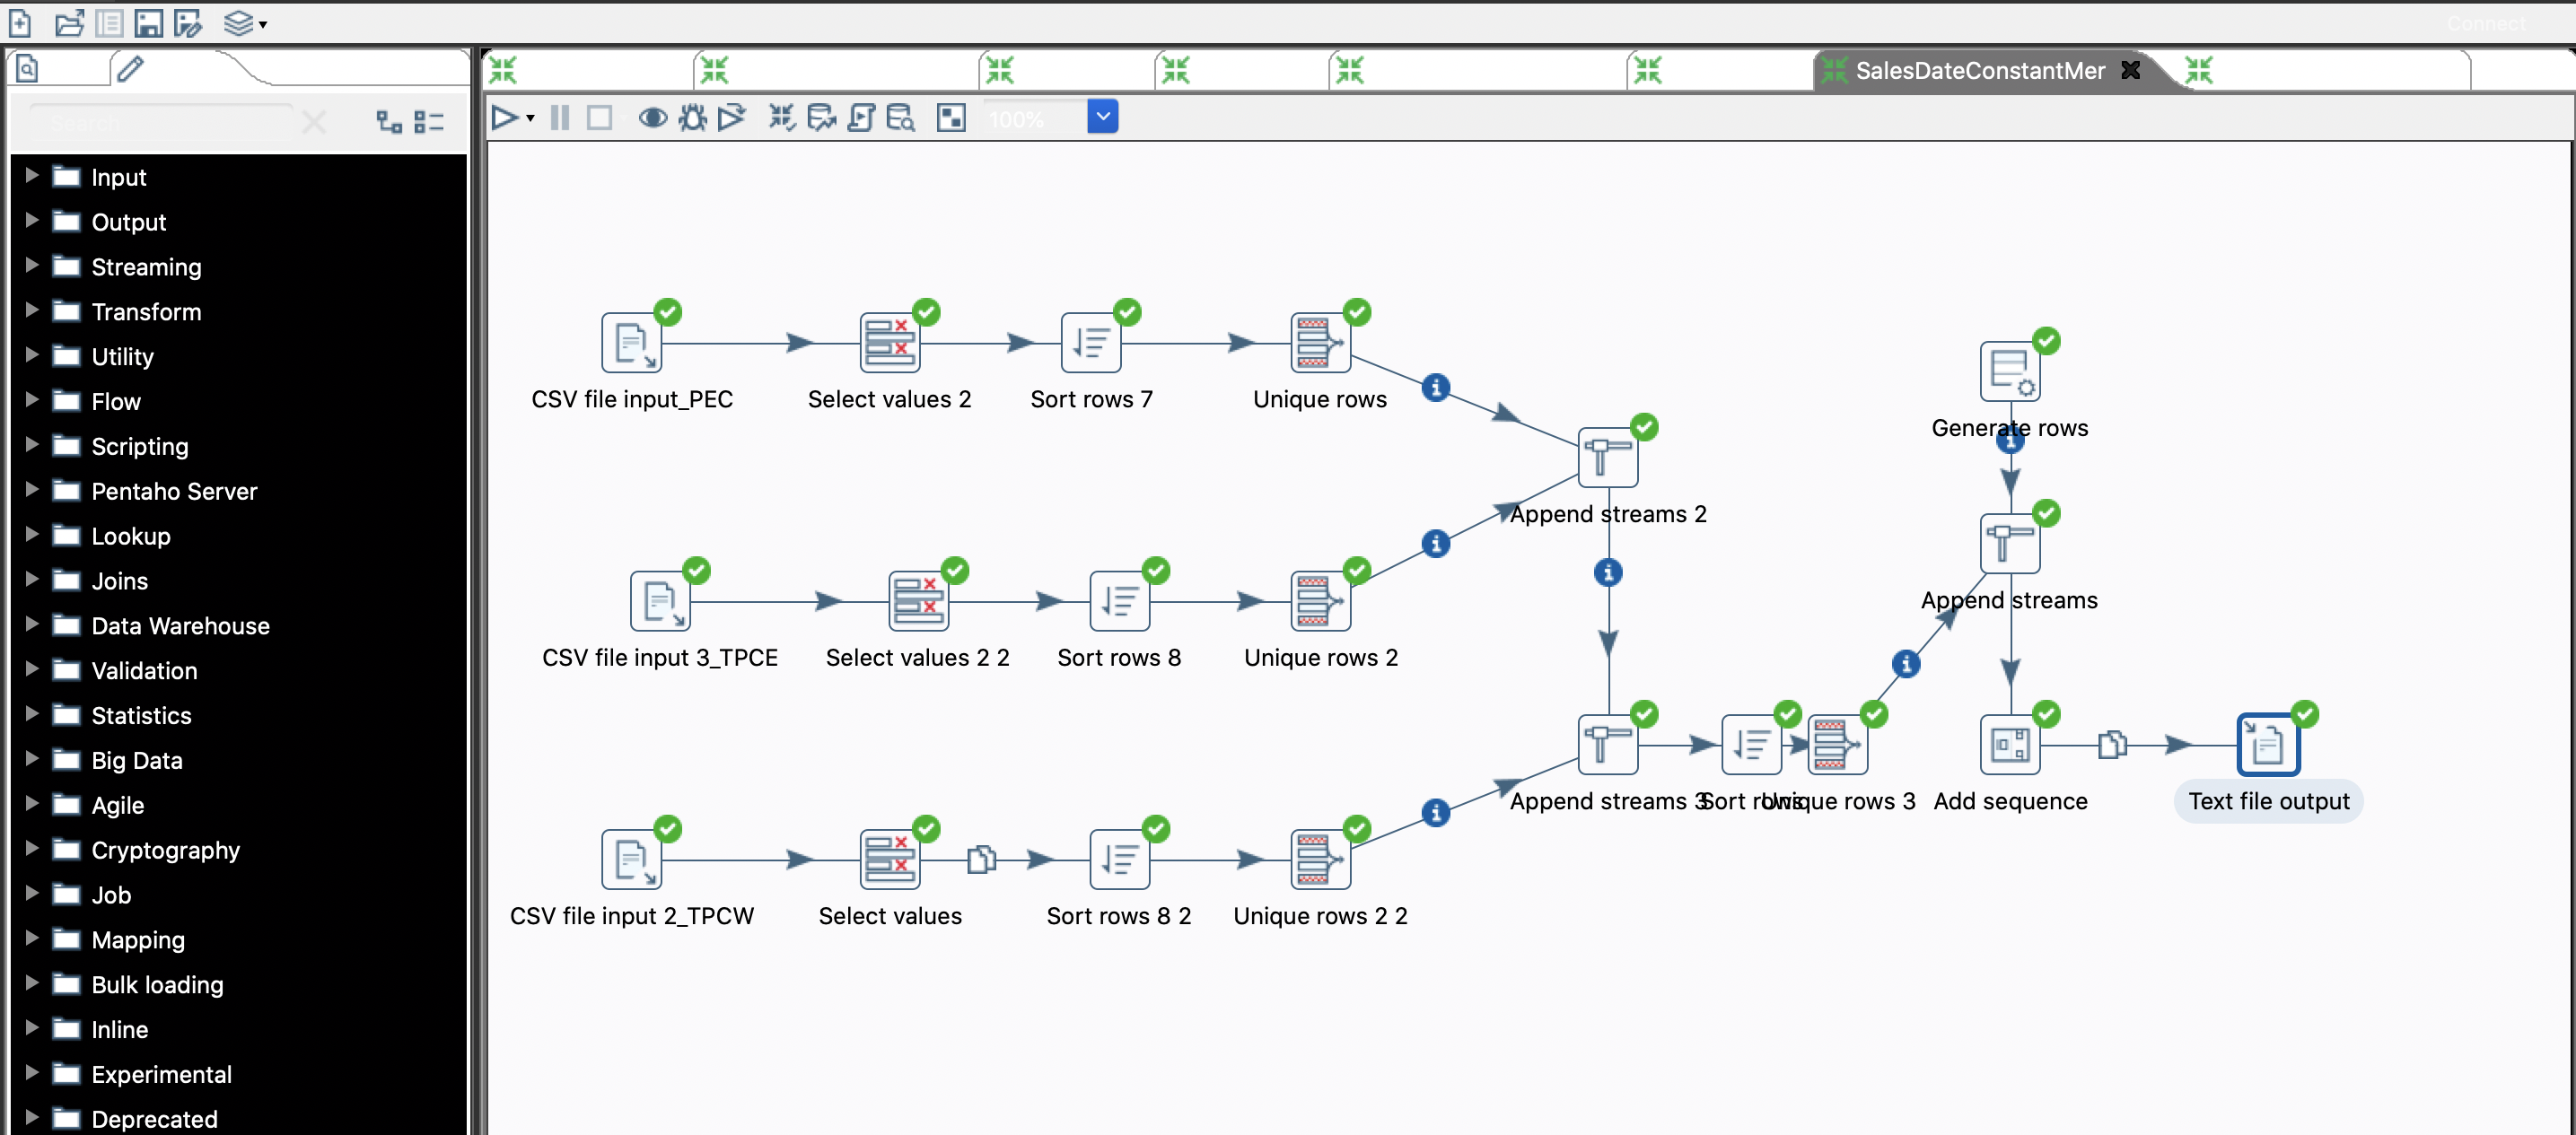 Connect
SalesDateConstantMer
Search
100%
Input
Output
Streaming
Transform
Utility
Flow
Scripting
Pentaho Server
Lookup
Joins
Data Warehouse
Validation
Statistics
Big Data
Agile
Cryptography
Job
Mapping
Bulk loading
Inline
Experimental
Deprecated
CSV file input_PEC
Select values 2
Sort rows 7
Unique rows
Generate rows
Append streams 2
Append streams
CSV file input 3_TPCE
Select values 2 2
Sort rows 8
Unique rows 2
Append streams 3
Sort rows
Unique rows 3
Add sequence
Text file output
CSV file input 2_TPCW
Select values
Sort rows 8 2
Unique rows 2 2